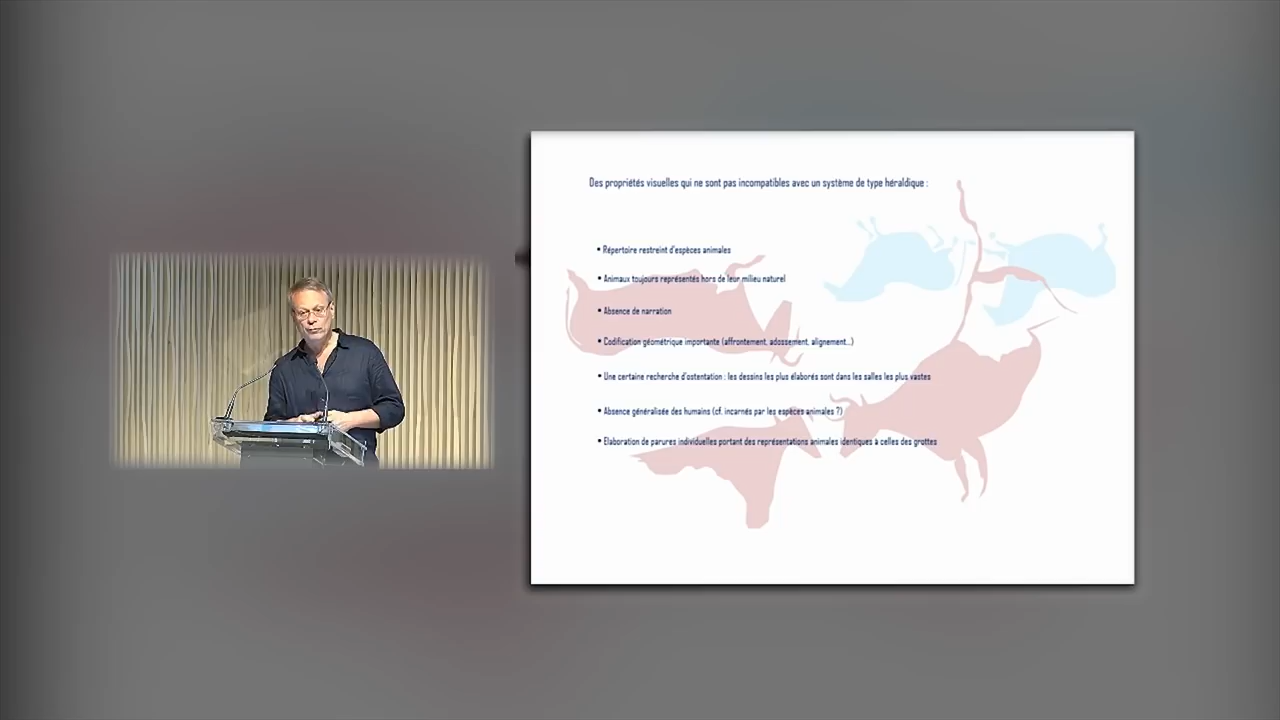 Des propriétés visuelles qui ne sont pas incompatibles avec un système de type héraldique :
• Répertoire restreint d'espèces animales
• Animaux toujours représentés hors de leur milieu naturel
• Absence de narration
• Codification géométrique importante (affrontement, adossement, alignement...)
• Une certaine recherche d'ostentation : les dessins les plus élaborés sont dans les salles les plus vastes
• Absence généralisée des humains (cf. incarnés par les espèces animales ?)
• Elaboration de parures individuelles portant des représentations animales identiques à celles des grottes